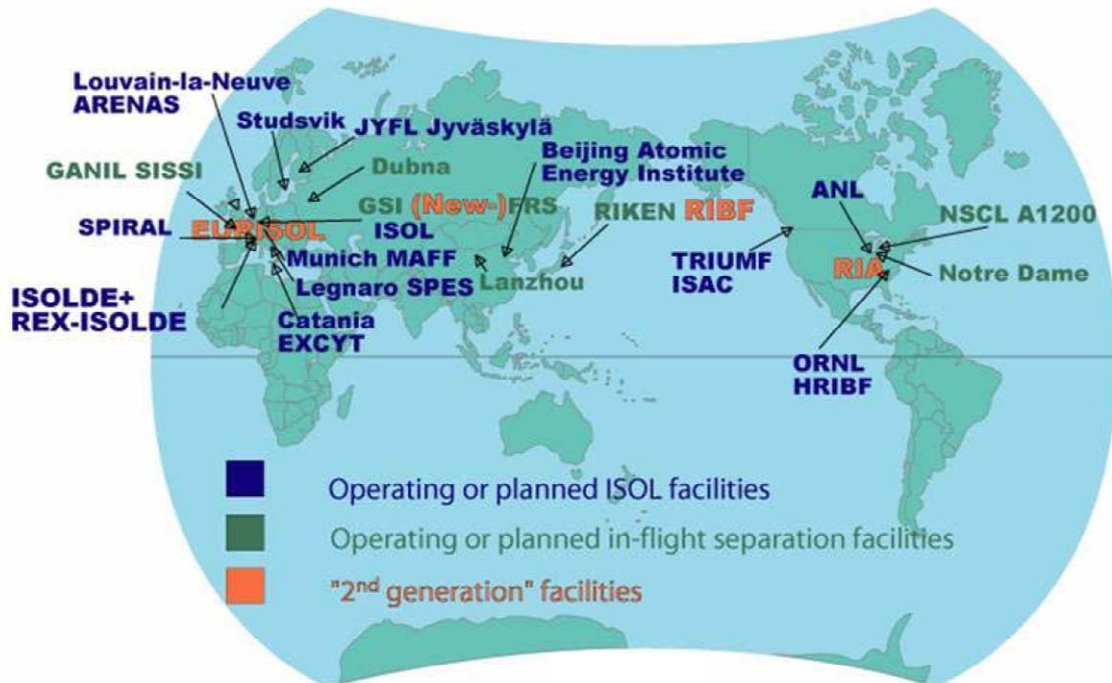 Louvain-la-Neuve
ARENAS
Studsvik
JYFL Jyväskylä
Beijing Atomic
Energy Institute
GANIL SISSI
Dubna
ANL
GSI (New-)FRS
RIKEN RIBF
NSCL A1200
SPIRAL
EURISOL
ISOL
Munich MAFF
TRIUMF
ISAC
RIA
Notre Dame
Legnaro SPES
Lanzhou
ISOLDE+
REX-ISOLDE
Catania
EXCYT
ORNL
HRIBF
Operating or planned ISOL facilities
Operating or planned in-flight separation facilities
"2nd generation" facilities